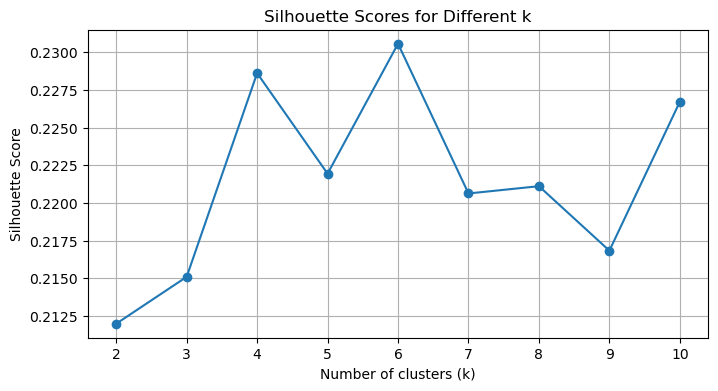 Silhouette Scores for Different k
Silhouette Score
0.2300
0.2275
0.2250
0.2225
0.2200
0.2175
0.2150
0.2125
2 3 4 5 6 7 8 9 10
Number of clusters (k)